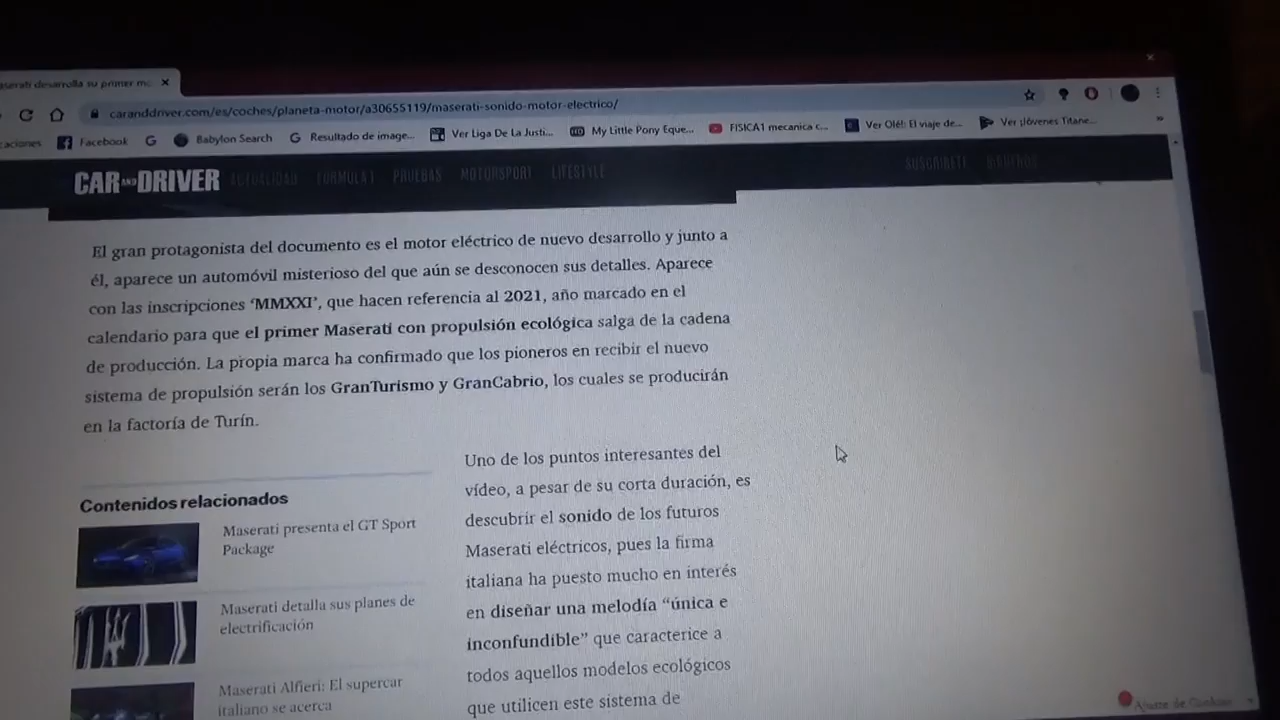 aserati desarrolla su primer mo
caranddriver.com/es/coches/planeta-motor/a30655119/maserati-sonido-motor-electrico/
caciones Facebook Babylon Search Resultado de image... Ver Liga De La Justi... My Little Pony Eque... FISICA1 mecanica c... Ver Olé!: El viaje de... Ver ¡Jóvenes Titane...
CAR AND DRIVER ACTUALIDAD FORMULA 1 PRUEBAS MOTORSPORT LIFESTYLE SUSCRÍBETE SÍGUENOS
El gran protagonista del documento es el motor eléctrico de nuevo desarrollo y junto a
él, aparece un automóvil misterioso del que aún se desconocen sus detalles. Aparece
con las inscripciones ‘MMXXI’, que hacen referencia al 2021, año marcado en el
calendario para que el primer Maserati con propulsión ecológica salga de la cadena
de producción. La propia marca ha confirmado que los pioneros en recibir el nuevo
sistema de propulsión serán los GranTurismo y GranCabrio, los cuales se producirán
en la factoría de Turín.
Contenidos relacionados
Maserati presenta el GT Sport
Package
Maserati detalla sus planes de
electrificación
Maserati Alfieri: El supercar
italiano se acerca
Uno de los puntos interesantes del
vídeo, a pesar de su corta duración, es
descubrir el sonido de los futuros
Maserati eléctricos, pues la firma
italiana ha puesto mucho en interés
en diseñar una melodía “única e
inconfundible” que caracterice a
todos aquellos modelos ecológicos
que utilicen este sistema de
Ajuste de